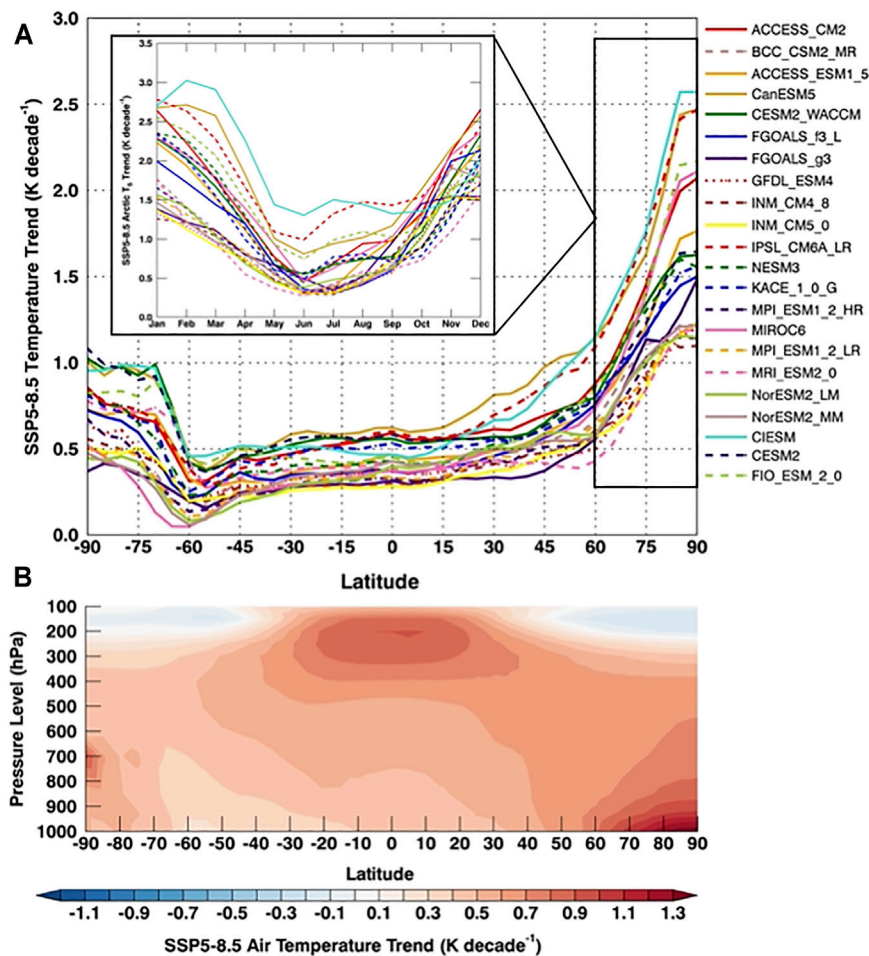 A
SSP5-8.5 Temperature Trend (K decade-1)
3.0
2.5
2.0
1.5
1.0
0.5
0.0
-90 -75 -60 -45 -30 -15 0 15 30 45 60 75 90
Latitude
SSP5-8.5 Arctic Ts Trend (K decade-1)
3.5
3.0
2.5
2.0
1.5
1.0
0.5
0.0
Jan Feb Mar Apr May Jun Jul Aug Sep Oct Nov Dec
ACCESS_CM2
BCC_CSM2_MR
ACCESS_ESM1_5
CanESM5
CESM2_WACCM
FGOALS_f3_L
FGOALS_g3
GFDL_ESM4
INM_CM4_8
INM_CM5_0
IPSL_CM6A_LR
NESM3
KACE_1_0_G
MPI_ESM1_2_HR
MIROC6
MPI_ESM1_2_LR
MRI_ESM2_0
NorESM2_LM
NorESM2_MM
CIESM
CESM2
FIO_ESM_2_0
B
Pressure Level (hPa)
100
200
300
400
500
600
700
800
900
1000
-90 -80 -70 -60 -50 -40 -30 -20 -10 0 10 20 30 40 50 60 70 80 90
Latitude
-1.1 -0.9 -0.7 -0.5 -0.3 -0.1 0.1 0.3 0.5 0.7 0.9 1.1 1.3
SSP5-8.5 Air Temperature Trend (K decade-1)